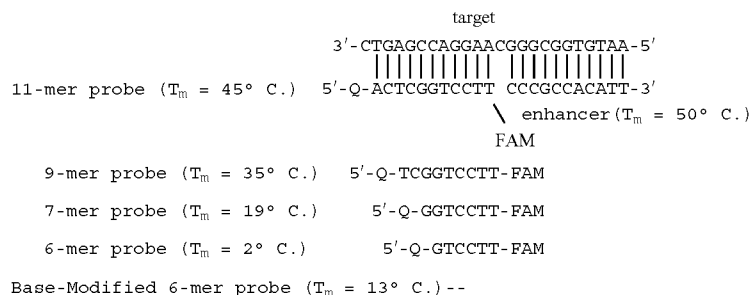 target
3'-CTGAGCCAGGAACGGGCGGTGTAA-5'
11-mer probe (Tm = 45° C.) 5'-Q-ACTCGGTCCTT CCCGCCACATT-3'
enhancer(Tm = 50° C.)
FAM
9-mer probe (Tm = 35° C.) 5'-Q-TCGGTCCTT-FAM
7-mer probe (Tm = 19° C.) 5'-Q-GGTCCTT-FAM
6-mer probe (Tm = 2° C.) 5'-Q-GTCCTT-FAM
Base-Modified 6-mer probe (Tm = 13° C.)--